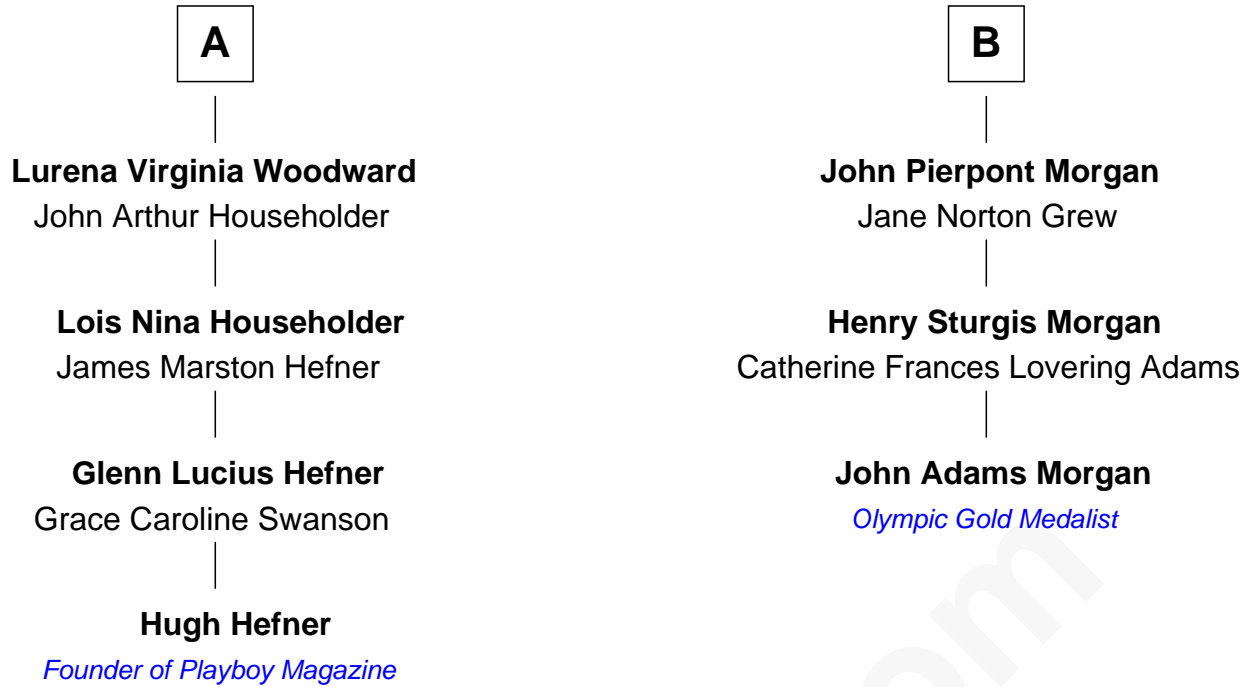 A
Lurena Virginia Woodward
John Arthur Householder
Lois Nina Householder
James Marston Hefner
Glenn Lucius Hefner
Grace Caroline Swanson
Hugh Hefner
Founder of Playboy Magazine
B
John Pierpont Morgan
Jane Norton Grew
Henry Sturgis Morgan
Catherine Frances Lovering Adams
John Adams Morgan
Olympic Gold Medalist
om